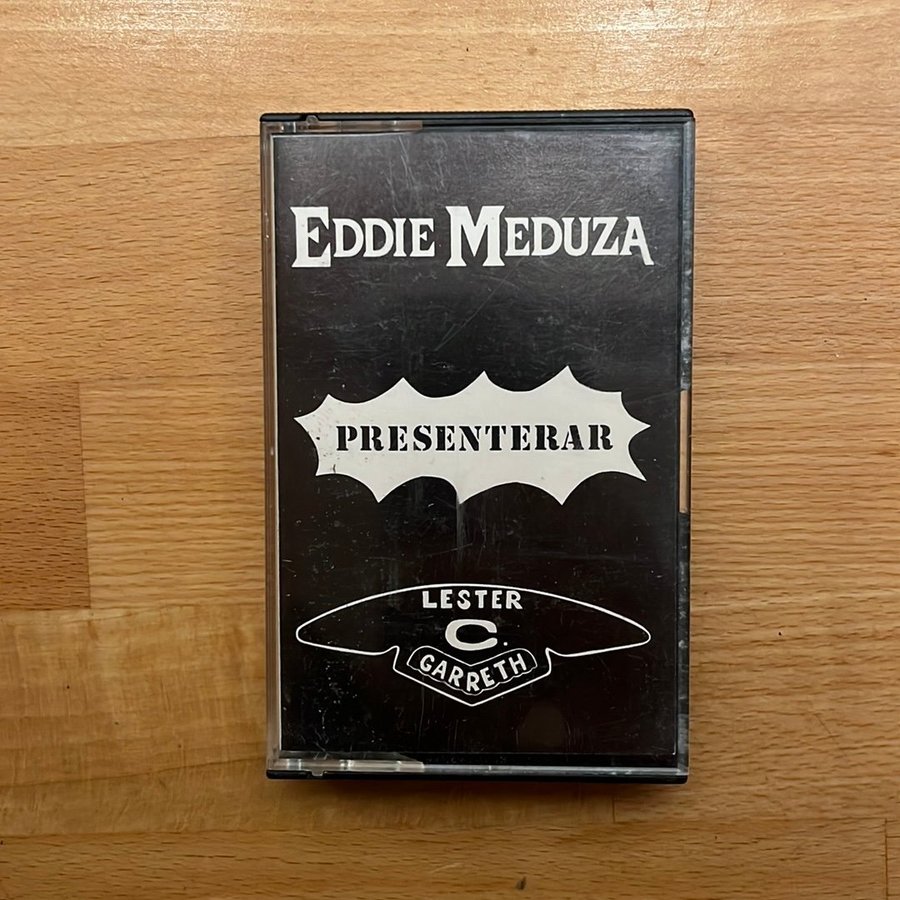 EDDIE MEDUZA
PRESENTERAR
LESTER
C.
GARRETH